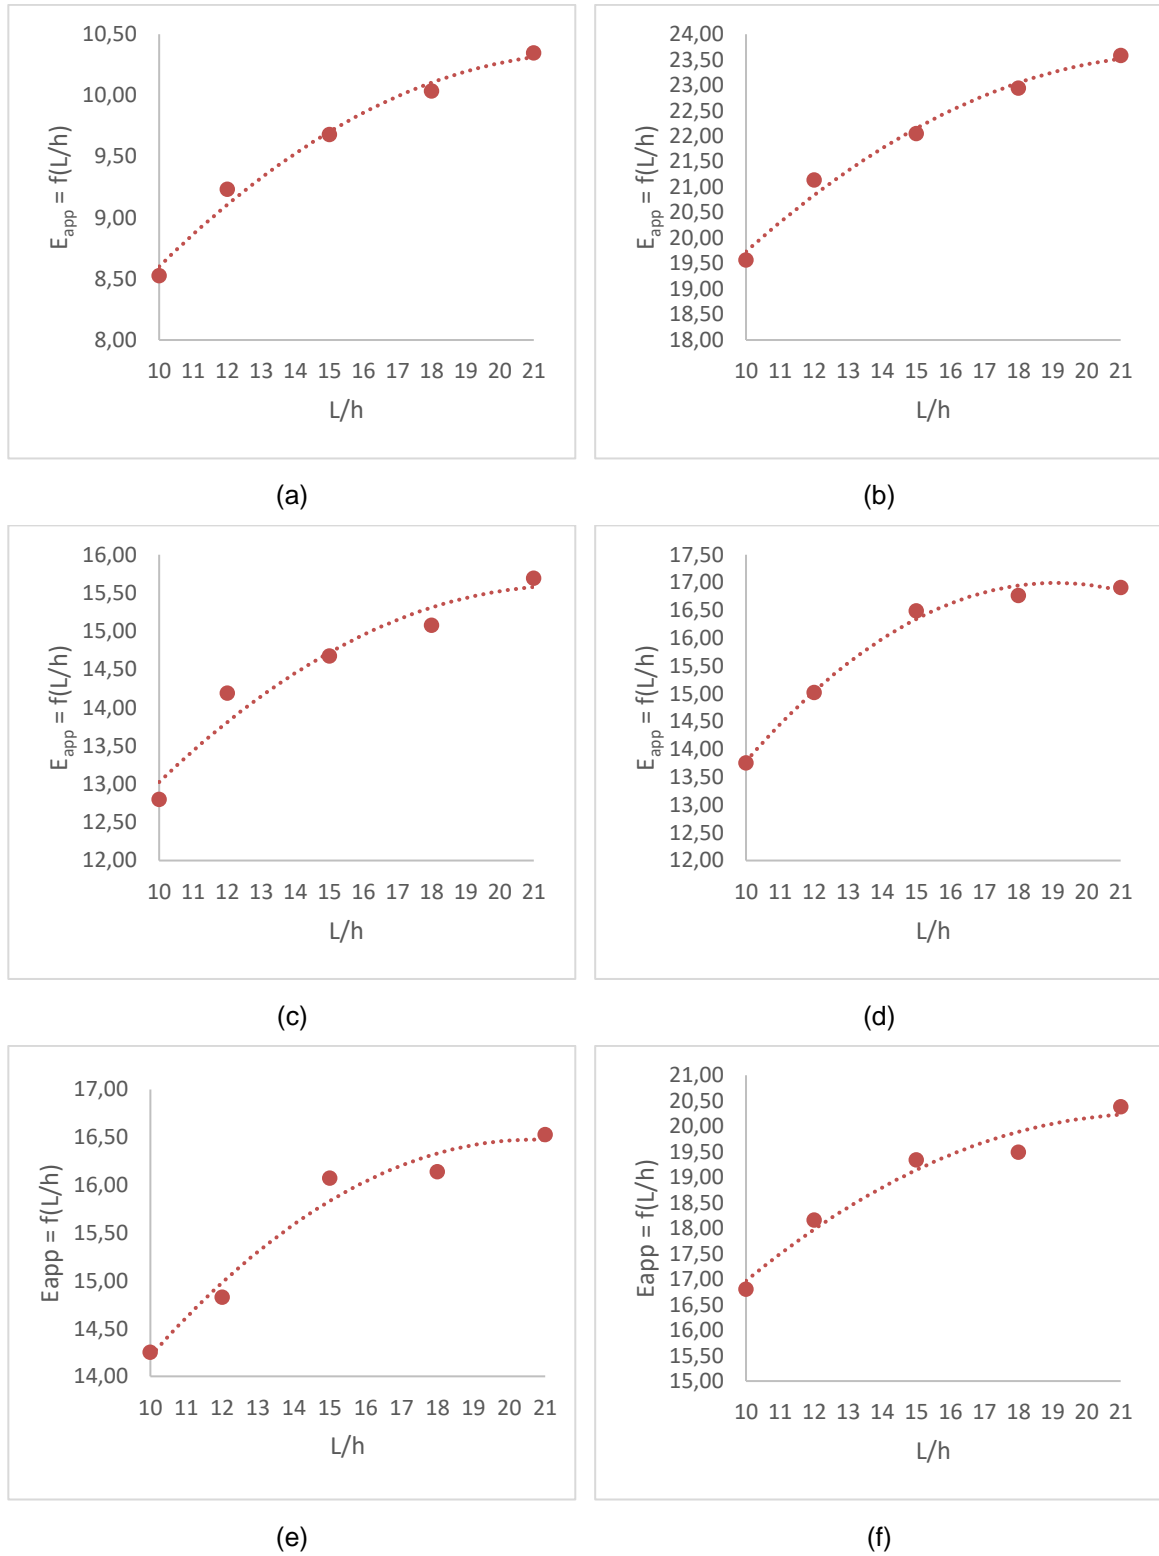 10,50
10,00
9,50
9,00
8,50
8,00
E_app = f(L/h)
10 11 12 13 14 15 16 17 18 19 20 21
L/h
(a)
24,00
23,50
23,00
22,50
22,00
21,50
21,00
20,50
20,00
19,50
19,00
18,50
18,00
E_app = f(L/h)
10 11 12 13 14 15 16 17 18 19 20 21
L/h
(b)
16,00
15,50
15,00
14,50
14,00
13,50
13,00
12,50
12,00
E_app = f(L/h)
10 11 12 13 14 15 16 17 18 19 20 21
L/h
(c)
17,50
17,00
16,50
16,00
15,50
15,00
14,50
14,00
13,50
13,00
12,50
12,00
E_app = f(L/h)
10 11 12 13 14 15 16 17 18 19 20 21
L/h
(d)
17,00
16,50
16,00
15,50
15,00
14,50
14,00
Eapp = f(L/h)
10 11 12 13 14 15 16 17 18 19 20 21
L/h
(e)
21,00
20,50
20,00
19,50
19,00
18,50
18,00
17,50
17,00
16,50
16,00
15,50
15,00
Eapp = f(L/h)
10 11 12 13 14 15 16 17 18 19 20 21
L/h
(f)